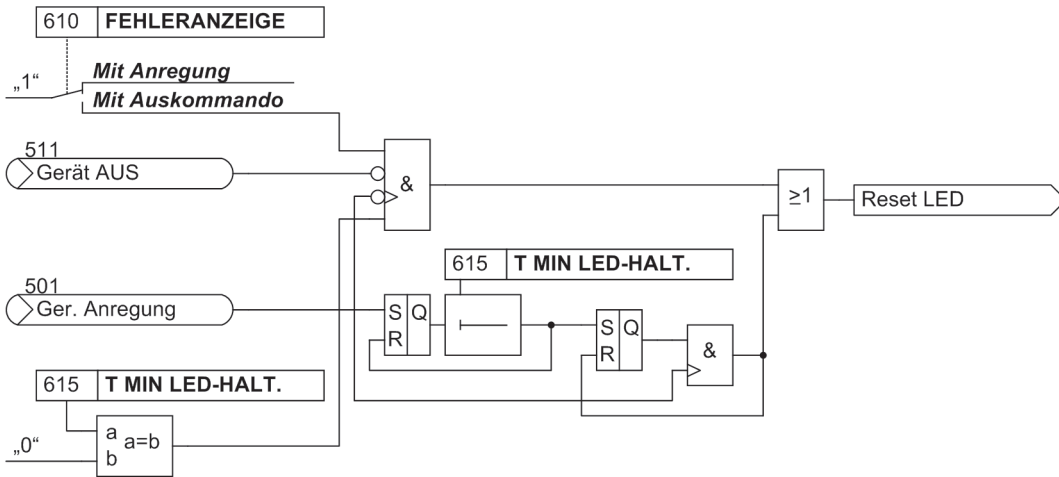 610 FEHLERANZEIGE
„1“
Mit Anregung
Mit Auskommando
511
Gerät AUS
&
≥1
Reset LED
615 T MIN LED-HALT.
501
Ger. Anregung
S Q
R
S Q
R
&
615 T MIN LED-HALT.
a
a=b
b
„0“